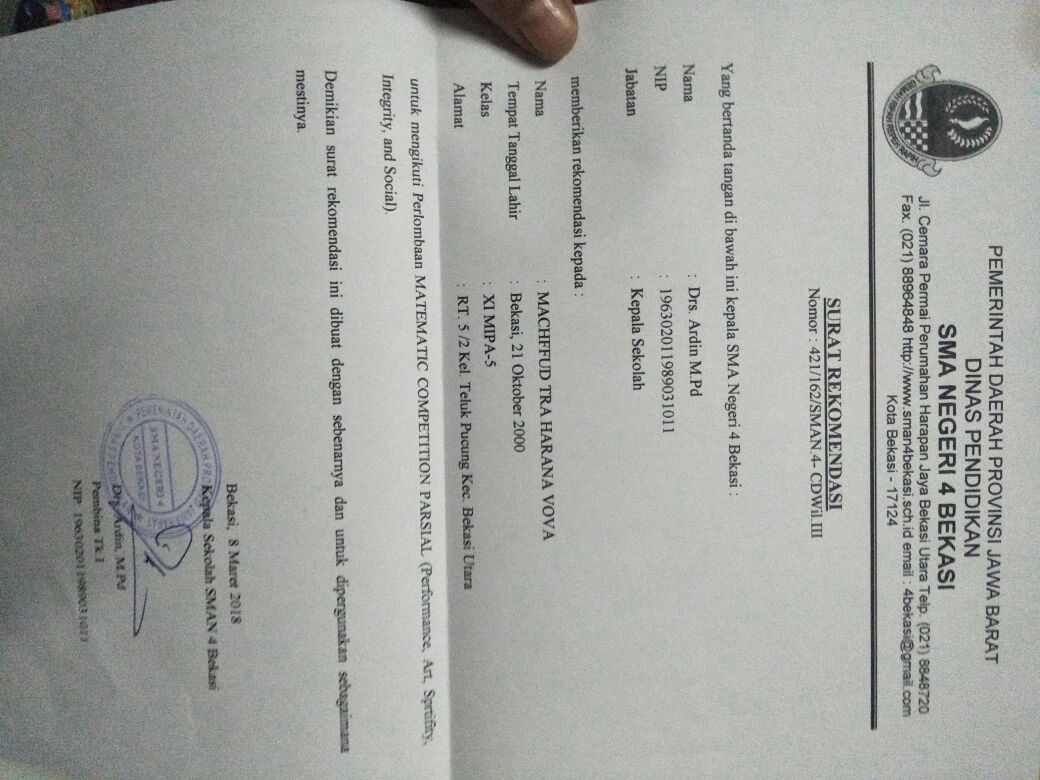 PEMERINTAH DAERAH PROVINSI JAWA BARAT
DINAS PENDIDIKAN
SMA NEGERI 4 BEKASI
Jl. Cemara Permai Perumahan Harapan Jaya Bekasi Utara Telp. (021) 8848720
Fax. (021) 88964848 http://www.sman4bekasi.sch.id email : 4bekasi@gmail.com
Kota Bekasi - 17124
SURAT REKOMENDASI
Nomor : 421/162/SMAN.4- CDWil.III
Yang bertanda tangan di bawah ini kepala SMA Negeri 4 Bekasi :
Nama : Drs. Ardin M.Pd
NIP : 196302011989031011
Jabatan : Kepala Sekolah
memberikan rekomendasi kepada :
Nama : MACHFFUD TRA HARANA VOVA
Tempat Tanggal Lahir : Bekasi, 21 Oktober 2000
Kelas : XI MIPA-5
Alamat : RT. 5 /2 Kel. Teluk Pucung Kec. Bekasi Utara
untuk mengikuti Perlombaan MATEMATIC COMPETITION PARSIAL (Performance, Art, Sprtifity,
Integrity, and Social).
Demikian surat rekomendasi ini dibuat dengan sebenarnya dan untuk dipergunakan sebagaimana
mestinya.
Bekasi, 8 Maret 2018
Kepala Sekolah SMAN 4 Bekasi
PEMERINTAH DAERAH
SMA NEGERI 4
KOTA BEKASI
Drs. Ardin, M.Pd
Pembina Tk I
NIP. 196302011989031011